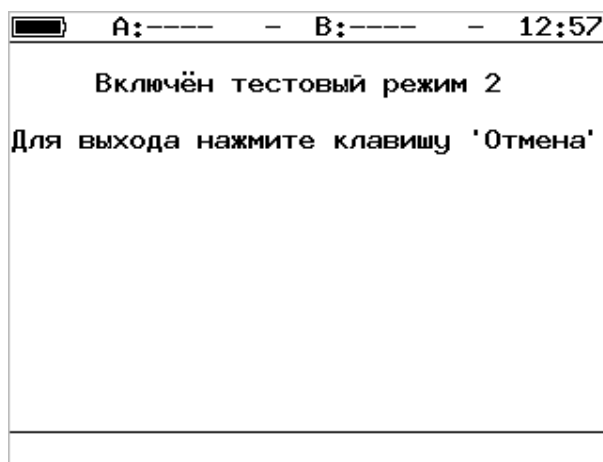 A:---- - B:---- - 12:57
Включён тестовый режим 2
Для выхода нажмите клавишу 'Отмена'